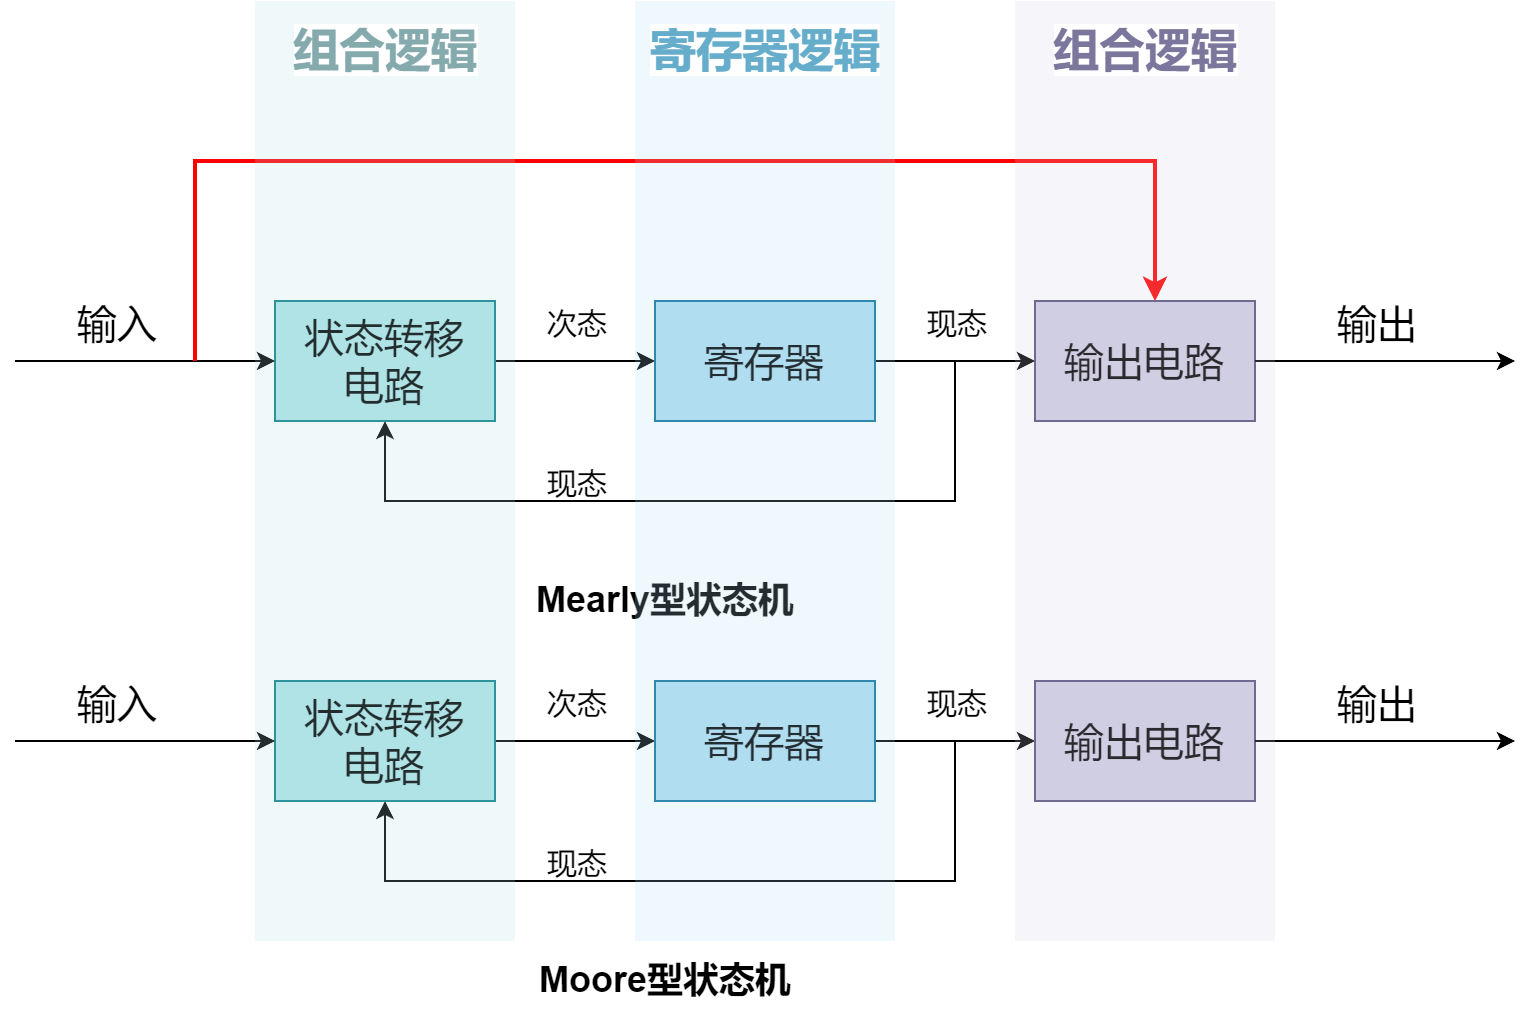 组合逻辑
寄存器逻辑
组合逻辑
输入
状态转移
电路
次态
寄存器
现态
输出电路
输出
现态
Mearly型状态机
输入
状态转移
电路
次态
寄存器
现态
输出电路
输出
现态
Moore型状态机